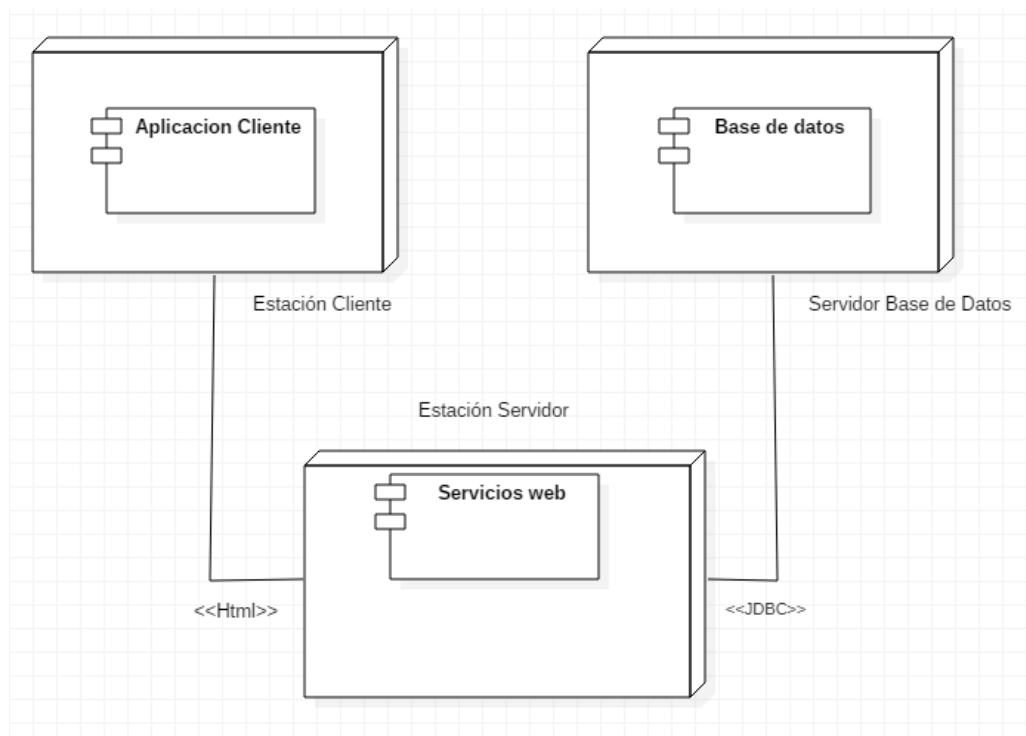 Aplicacion Cliente
Base de datos
Estación Cliente
Servidor Base de Datos
Estación Servidor
Servicios web
<<Html>>
<<JDBC>>